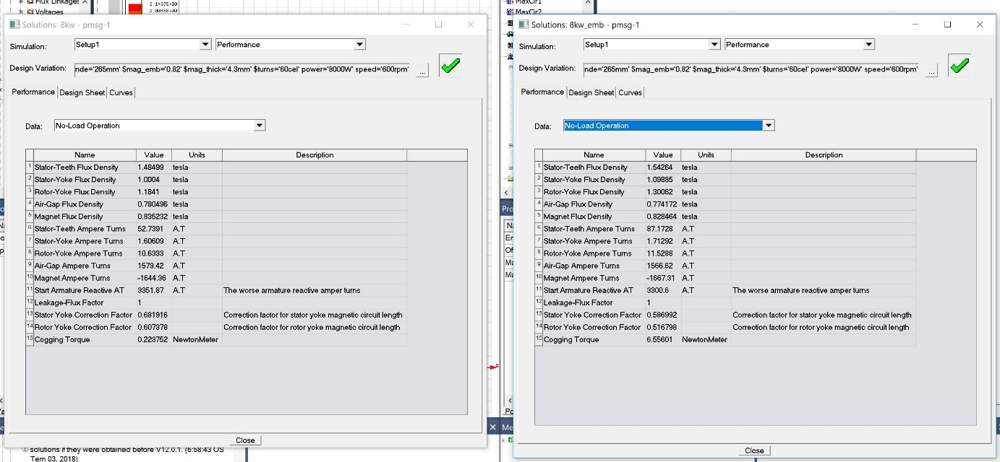 Flux Linkages
Voltages
2.1457E+00
MaxCir1
MaxCir2
Solutions: 8kw - pmsg-1
Simulation:
Setup1
Performance
Design Variation:
nde='265mm' $mag_emb='0.82' $mag_thick='4.3mm' $turns='60cel' power='8000W' speed='600rpm'
...
Performance Design Sheet Curves
Data:
No-Load Operation
Name Value Units Description
1 Stator-Teeth Flux Density 1.48499 tesla
2 Stator-Yoke Flux Density 1.0004 tesla
3 Rotor-Yoke Flux Density 1.1841 tesla
4 Air-Gap Flux Density 0.780496 tesla
5 Magnet Flux Density 0.835232 tesla
6 Stator-Teeth Ampere Turns 52.7391 A.T
7 Stator-Yoke Ampere Turns 1.60609 A.T
8 Rotor-Yoke Ampere Turns 10.6333 A.T
9 Air-Gap Ampere Turns 1579.42 A.T
10 Magnet Ampere Turns -1644.36 A.T
11 Start Armature Reactive AT 3351.87 A.T The worse armature reactive amper turns
12 Leakage-Flux Factor 1
13 Stator Yoke Correction Factor 0.681916 Correction factor for stator yoke magnetic circuit length
14 Rotor Yoke Correction Factor 0.607378 Correction factor for rotor yoke magnetic circuit length
15 Cogging Torque 0.223752 NewtonMeter
Close
solutions if they were obtained before V12.0.1. (6:58:43 ÖS
Tem 03, 2018)
Solutions: 8kw_emb - pmsg-1
Simulation:
Setup1
Performance
Design Variation:
nde='265mm' $mag_emb='0.82' $mag_thick='4.3mm' $turns='60cel' power='8000W' speed='600rpm'
...
Performance Design Sheet Curves
Data:
No-Load Operation
Name Value Units Description
1 Stator-Teeth Flux Density 1.54264 tesla
2 Stator-Yoke Flux Density 1.09885 tesla
3 Rotor-Yoke Flux Density 1.30062 tesla
4 Air-Gap Flux Density 0.774172 tesla
5 Magnet Flux Density 0.828464 tesla
6 Stator-Teeth Ampere Turns 87.1728 A.T
7 Stator-Yoke Ampere Turns 1.71292 A.T
8 Rotor-Yoke Ampere Turns 11.5288 A.T
9 Air-Gap Ampere Turns 1566.62 A.T
10 Magnet Ampere Turns -1667.31 A.T
11 Start Armature Reactive AT 3300.6 A.T The worse armature reactive amper turns
12 Leakage-Flux Factor 1
13 Stator Yoke Correction Factor 0.586992 Correction factor for stator yoke magnetic circuit length
14 Rotor Yoke Correction Factor 0.516798 Correction factor for rotor yoke magnetic circuit length
15 Cogging Torque 6.55601 NewtonMeter
Close